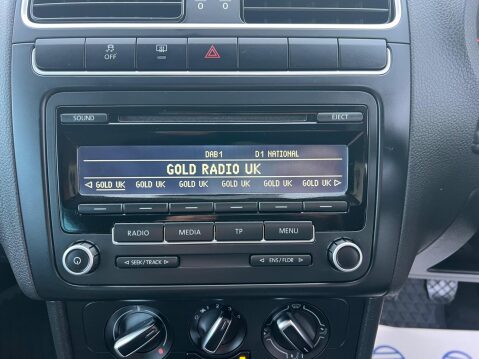 OFF
SOUND EJECT
DAB1 D1 NATIONAL
GOLD RADIO UK
GOLD UK GOLD UK GOLD UK GOLD UK GOLD UK GOLD UK
RADIO MEDIA TP MENU
SEEK/TRACK ENS/FLDR